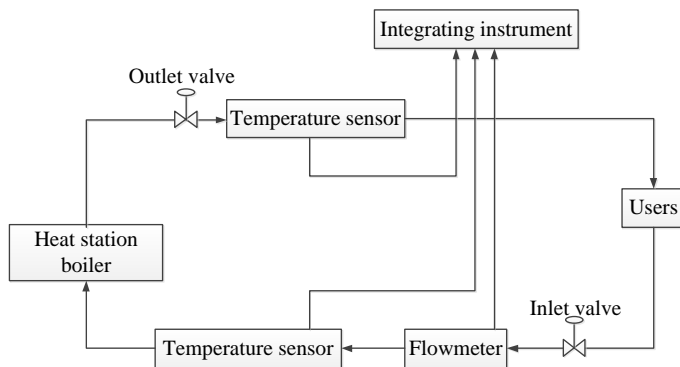 Integrating instrument
Outlet valve
Temperature sensor
Users
Heat station
boiler
Inlet valve
Temperature sensor
Flowmeter